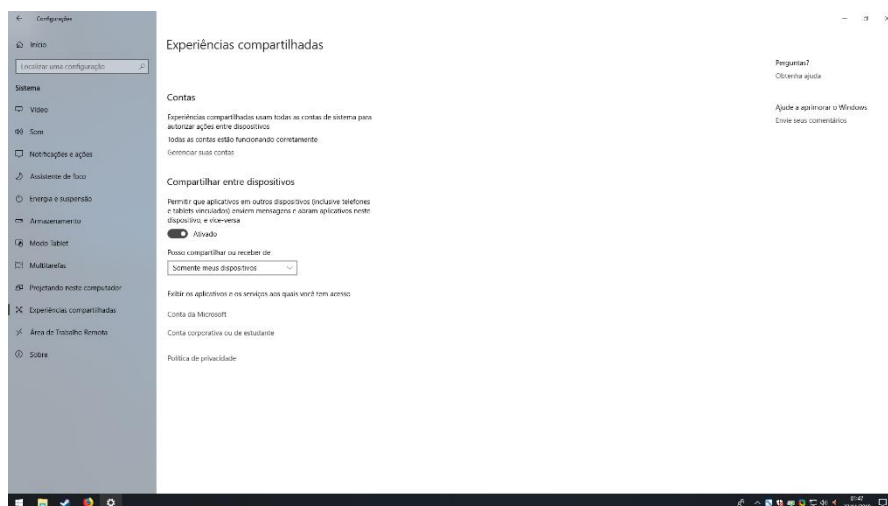 Configurações
Início
Localizar uma configuração
Sistema
Vídeo
Som
Notificações e ações
Assistente de foco
Energia e suspensão
Armazenamento
Modo Tablet
Multitarefas
Projetando neste computador
Experiências compartilhadas
Área de Trabalho Remota
Sobre
Experiências compartilhadas
Contas
Experiências compartilhadas usam todas as contas de sistema para
autorizar ações entre dispositivos
Todas as contas estão funcionando corretamente
Gerenciar suas contas
Compartilhar entre dispositivos
Permitir que aplicativos em outros dispositivos (inclusive telefones
e tablets vinculados) enviem mensagens e abram aplicativos neste
dispositivo, e vice-versa
Ativado
Posso compartilhar ou receber de
Somente meus dispositivos
Exibir os aplicativos e os serviços aos quais você tem acesso
Conta da Microsoft
Conta corporativa ou de estudante
Política de privacidade
Perguntas?
Obtenha ajuda
Ajude a aprimorar o Windows
Envie seus comentários
01:47